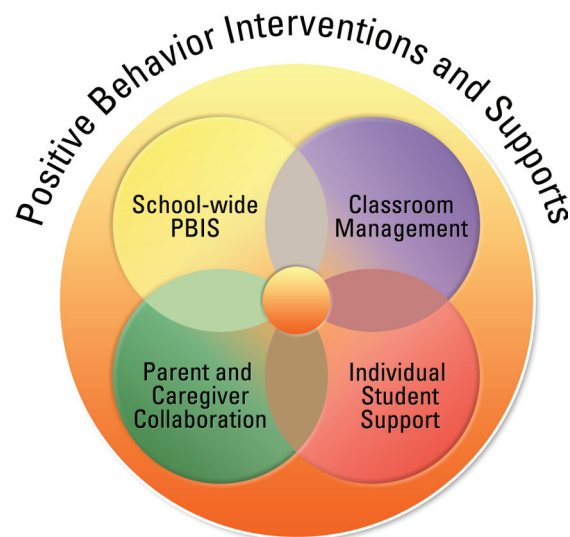 Positive Behavior Interventions and Supports
School-wide
PBIS
Classroom
Management
Parent and
Caregiver
Collaboration
Individual
Student
Support